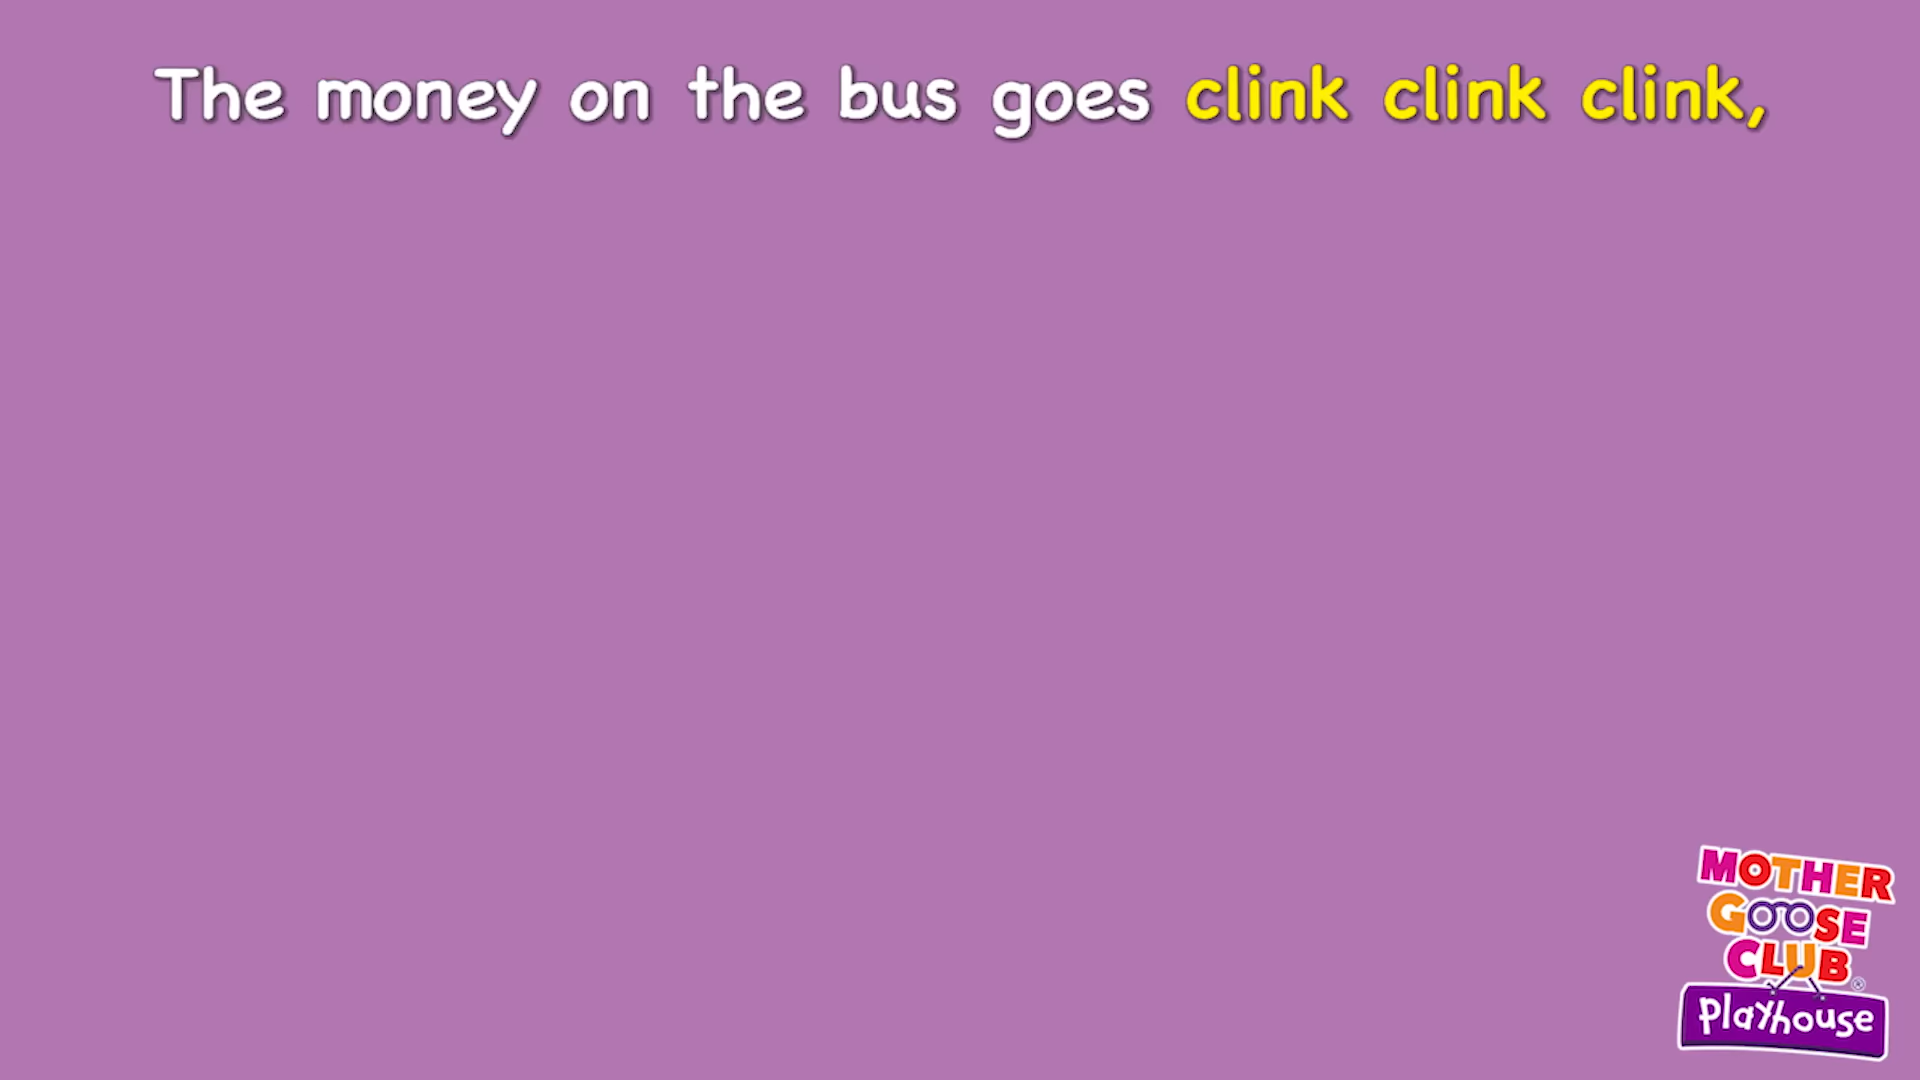 The money on the bus goes clink clink clink,
MOTHER
GOOSE
CLUB®
Playhouse